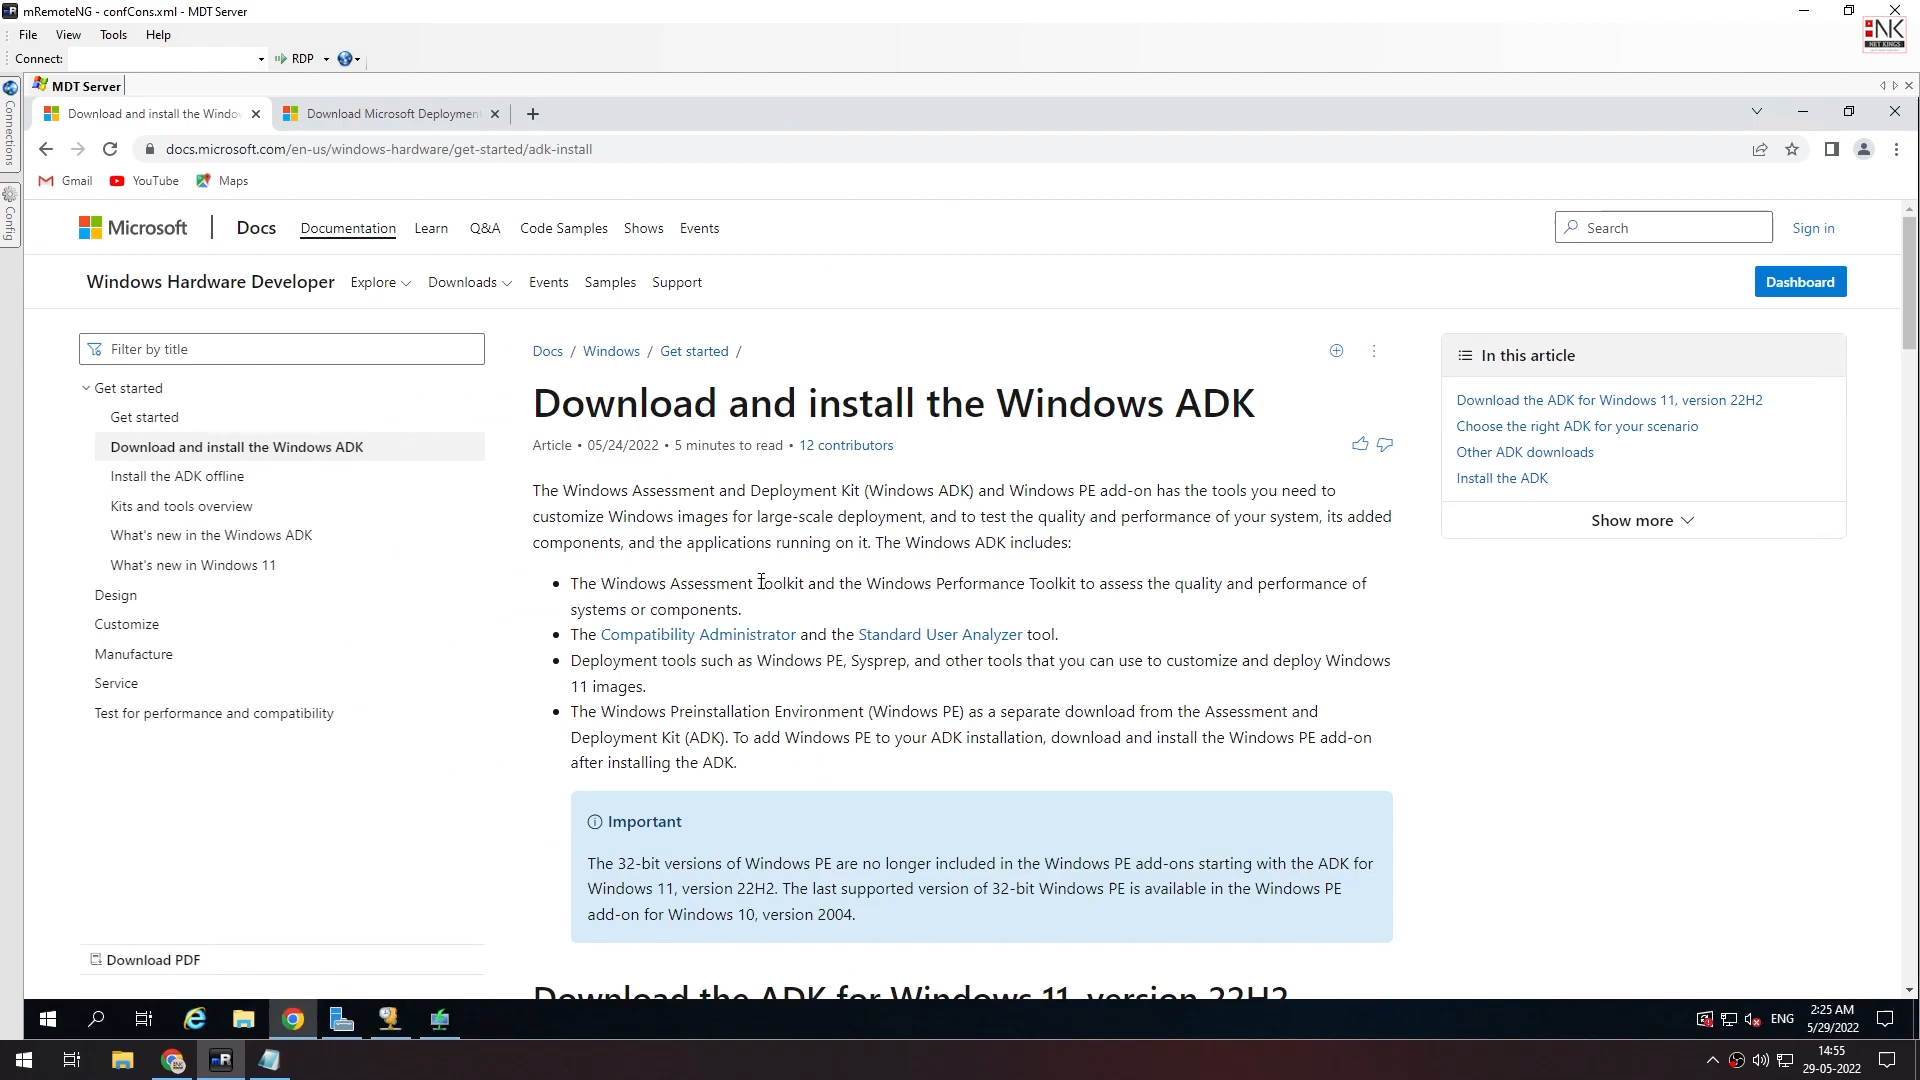 mRemoteNG - confCons.xml - MDT Server
File View Tools Help
NK
NET KINGS
Connect: RDP
Connections
Config
MDT Server
Download and install the Windo
Download Microsoft Deploymen
docs.microsoft.com/en-us/windows-hardware/get-started/adk-install
Gmail YouTube Maps
Microsoft Docs Documentation Learn Q&A Code Samples Shows Events
Search
Sign in
Windows Hardware Developer Explore Downloads Events Samples Support
Dashboard
Filter by title
Get started
Get started
Download and install the Windows ADK
Install the ADK offline
Kits and tools overview
What's new in the Windows ADK
What's new in Windows 11
Design
Customize
Manufacture
Service
Test for performance and compatibility
Download PDF
Docs / Windows / Get started /
Download and install the Windows ADK
Article • 05/24/2022 • 5 minutes to read • 12 contributors
The Windows Assessment and Deployment Kit (Windows ADK) and Windows PE add-on has the tools you need to
customize Windows images for large-scale deployment, and to test the quality and performance of your system, its added
components, and the applications running on it. The Windows ADK includes:
• The Windows Assessment Toolkit and the Windows Performance Toolkit to assess the quality and performance of
systems or components.
• The Compatibility Administrator and the Standard User Analyzer tool.
• Deployment tools such as Windows PE, Sysprep, and other tools that you can use to customize and deploy Windows
11 images.
• The Windows Preinstallation Environment (Windows PE) as a separate download from the Assessment and
Deployment Kit (ADK). To add Windows PE to your ADK installation, download and install the Windows PE add-on
after installing the ADK.
Important
The 32-bit versions of Windows PE are no longer included in the Windows PE add-ons starting with the ADK for
Windows 11, version 22H2. The last supported version of 32-bit Windows PE is available in the Windows PE
add-on for Windows 10, version 2004.
Download the ADK for Windows 11, version 22H2
In this article
Download the ADK for Windows 11, version 22H2
Choose the right ADK for your scenario
Other ADK downloads
Install the ADK
Show more
ENG
2:25 AM
5/29/2022
mR
14:55
29-05-2022